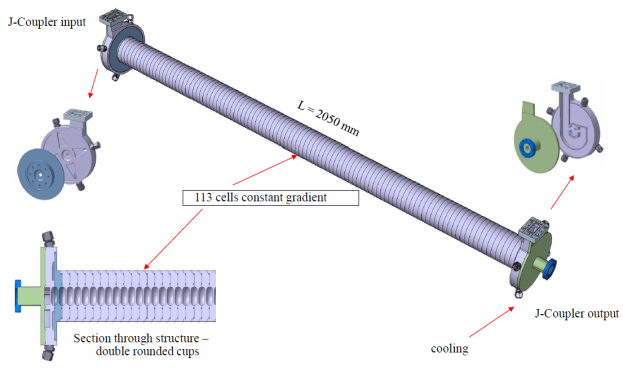 J-Coupler input
L = 2050 mm
113 cells constant gradient
Section through structure –
double rounded cups
J-Coupler output
cooling